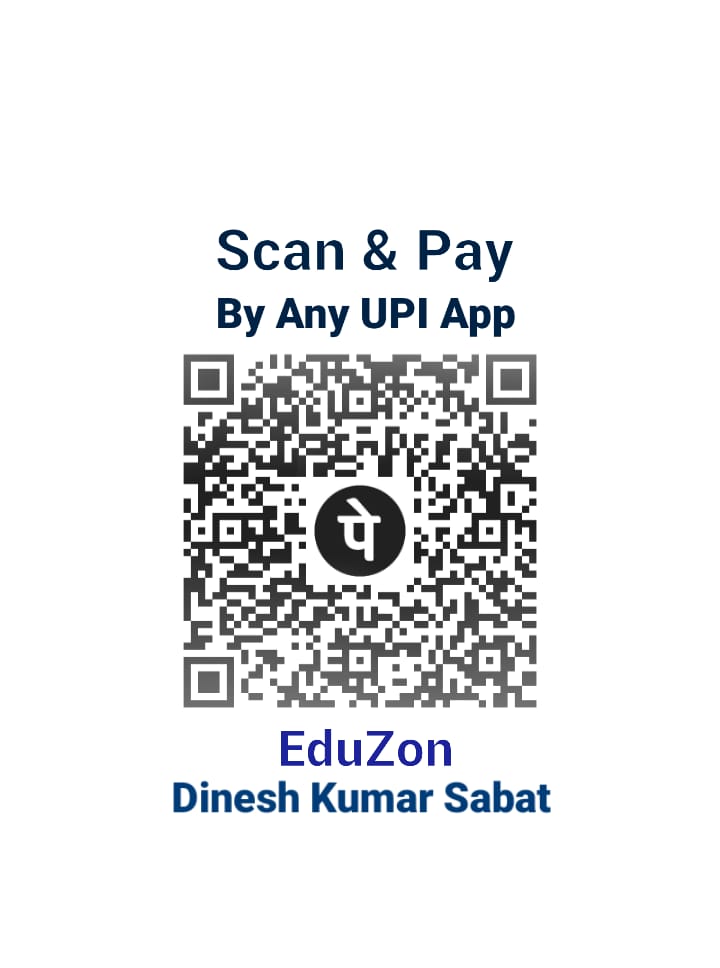 Scan & Pay
By Any UPI App
पे
EduZon
Dinesh Kumar Sabat